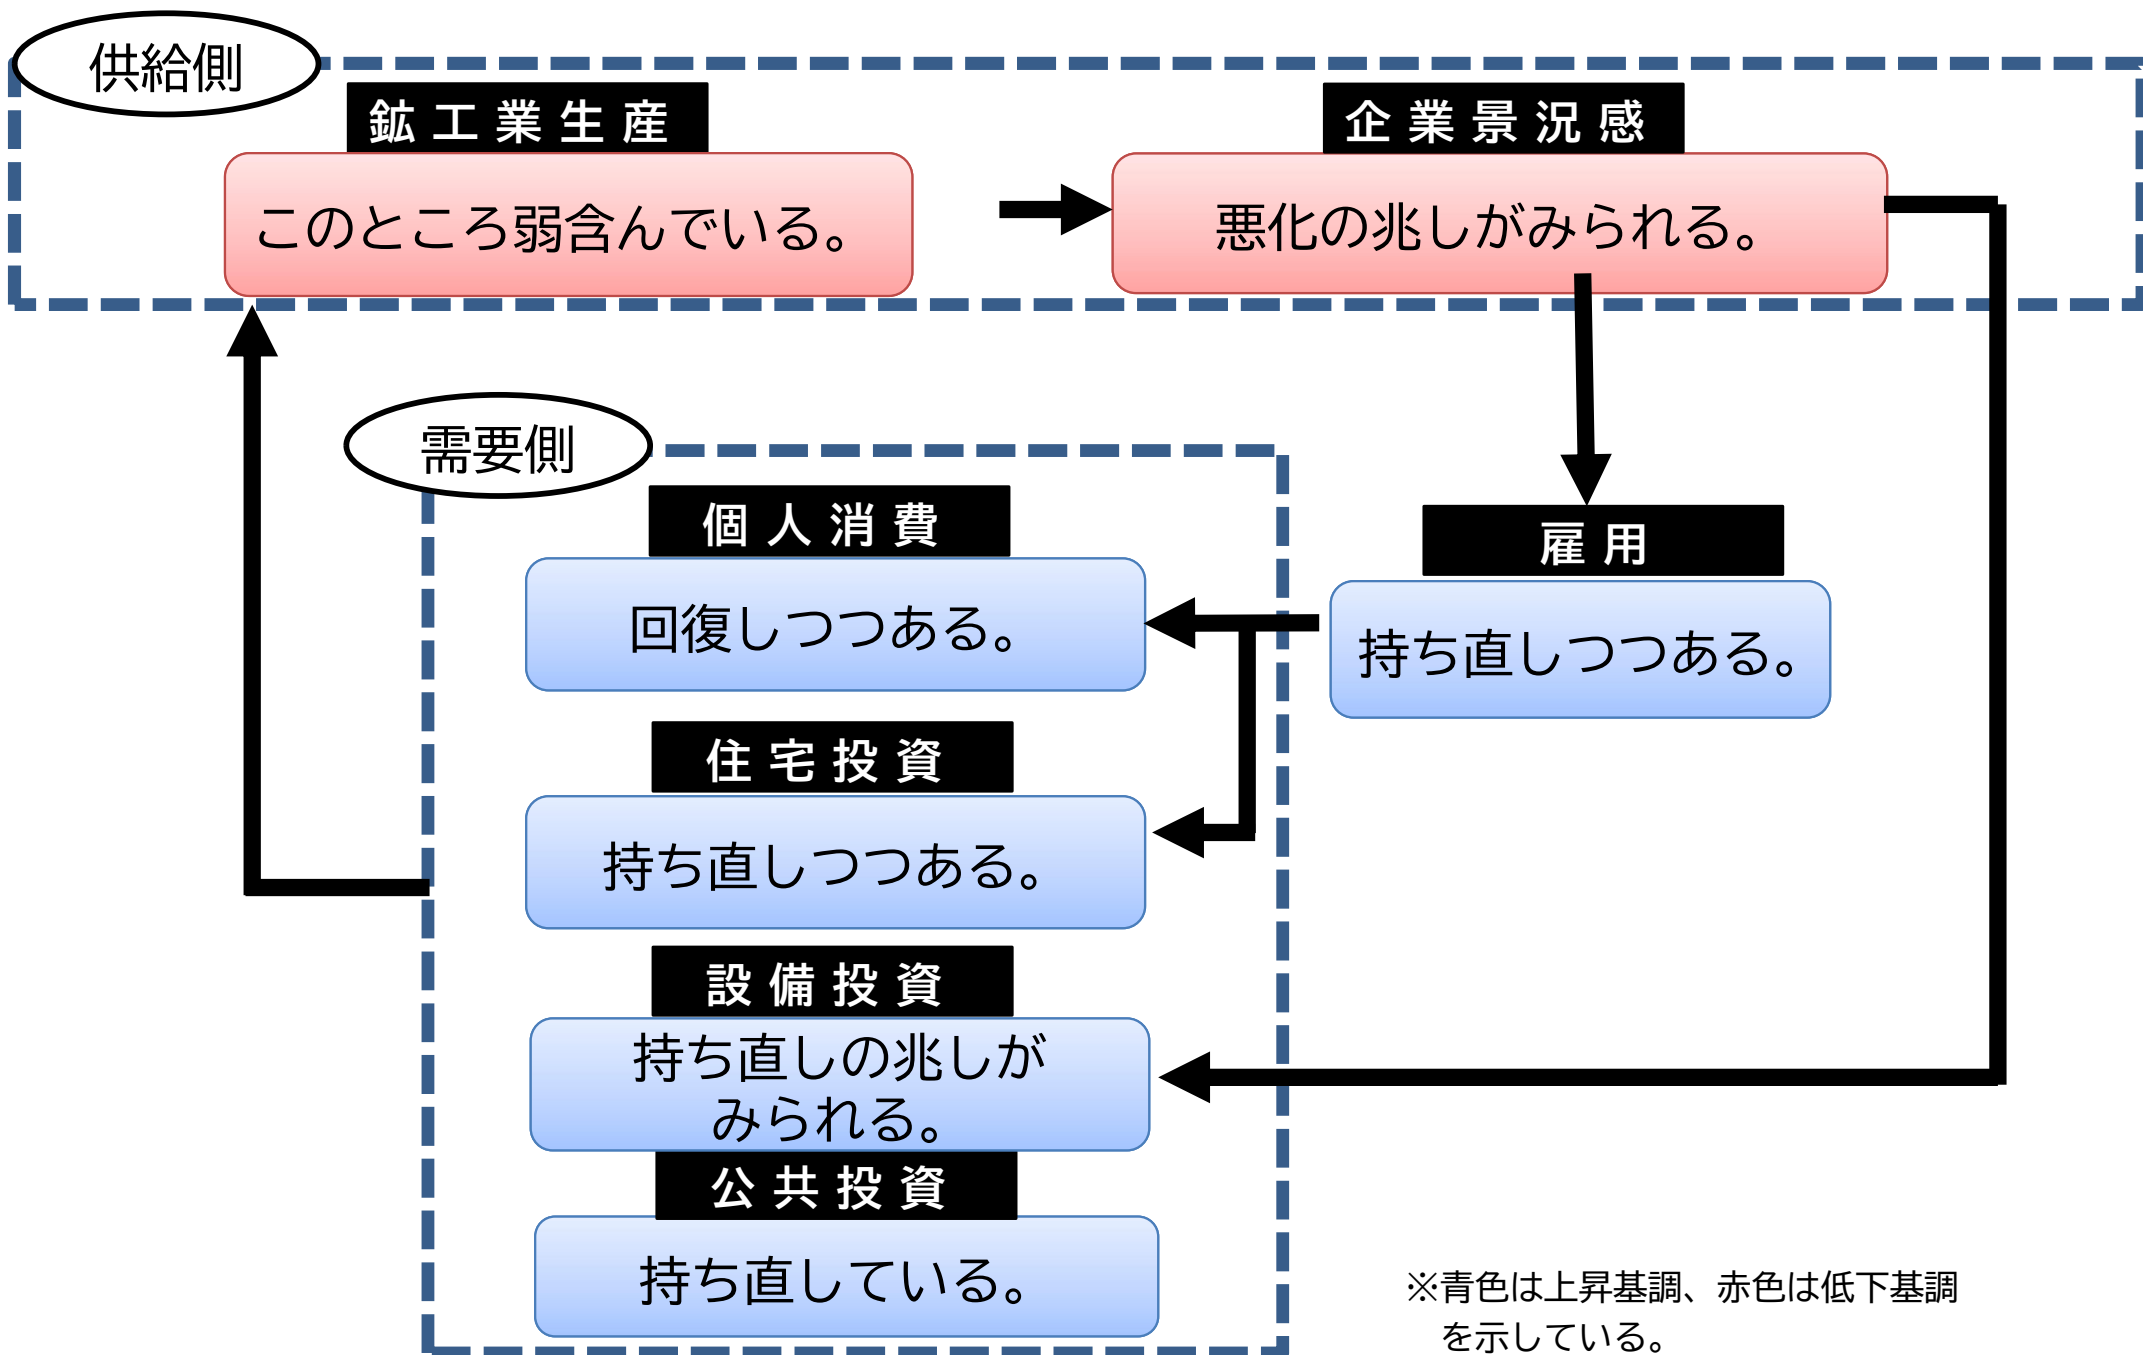 供給側
鉱工業生産
企業景況感
このところ弱含んでいる。
悪化の兆しがみられる。
需要側
個人消費
雇用
回復しつつある。
持ち直しつつある。
住宅投資
持ち直しつつある。
設備投資
持ち直しの兆しが
みられる。
公共投資
持ち直している。
※青色は上昇基調、赤色は低下基調
を示している。